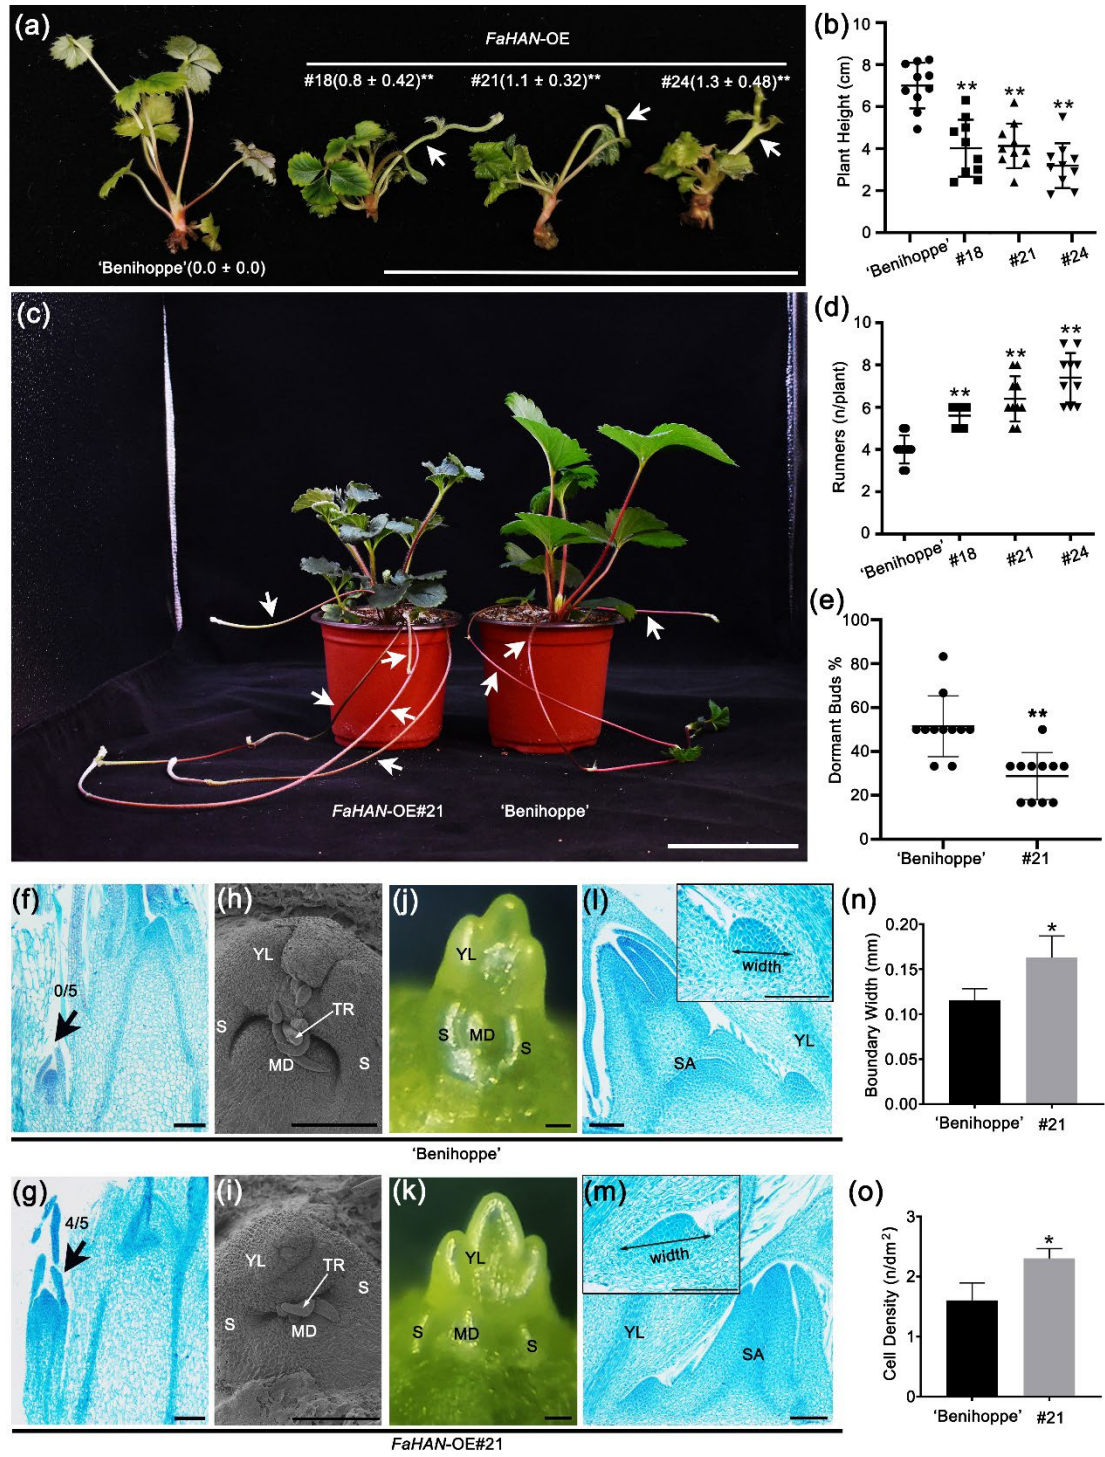 (a)
FaHAN-OE
#18(0.8 ± 0.42)** #21(1.1 ± 0.32)** #24(1.3 ± 0.48)**
‘Benihoppe’(0.0 ± 0.0)
(b)
Plant Height (cm)
10
8
6
4
2
0
** ** **
‘Benihoppe’ #18 #21 #24
(c)
FaHAN-OE#21 ‘Benihoppe’
(d)
Runners (n/plant)
10
8
6
4
2
0
** ** **
‘Benihoppe’ #18 #21 #24
(e)
Dormant Buds %
100
80
60
40
20
0
**
‘Benihoppe’ #21
(f)
0/5
(h)
YL
TR
S
S
MD
(j)
YL
S MD S
(l)
width
SA
YL
‘Benihoppe’
(n)
Boundary Width (mm)
0.20
0.15
0.10
0.05
0.00
*
‘Benihoppe’ #21
(g)
4/5
(i)
YL
TR
S
S
MD
(k)
YL
S MD S
(m)
width
YL
SA
FaHAN-OE#21
(o)
Cell Density (n/dm²)
3
2
1
0
*
‘Benihoppe’ #21